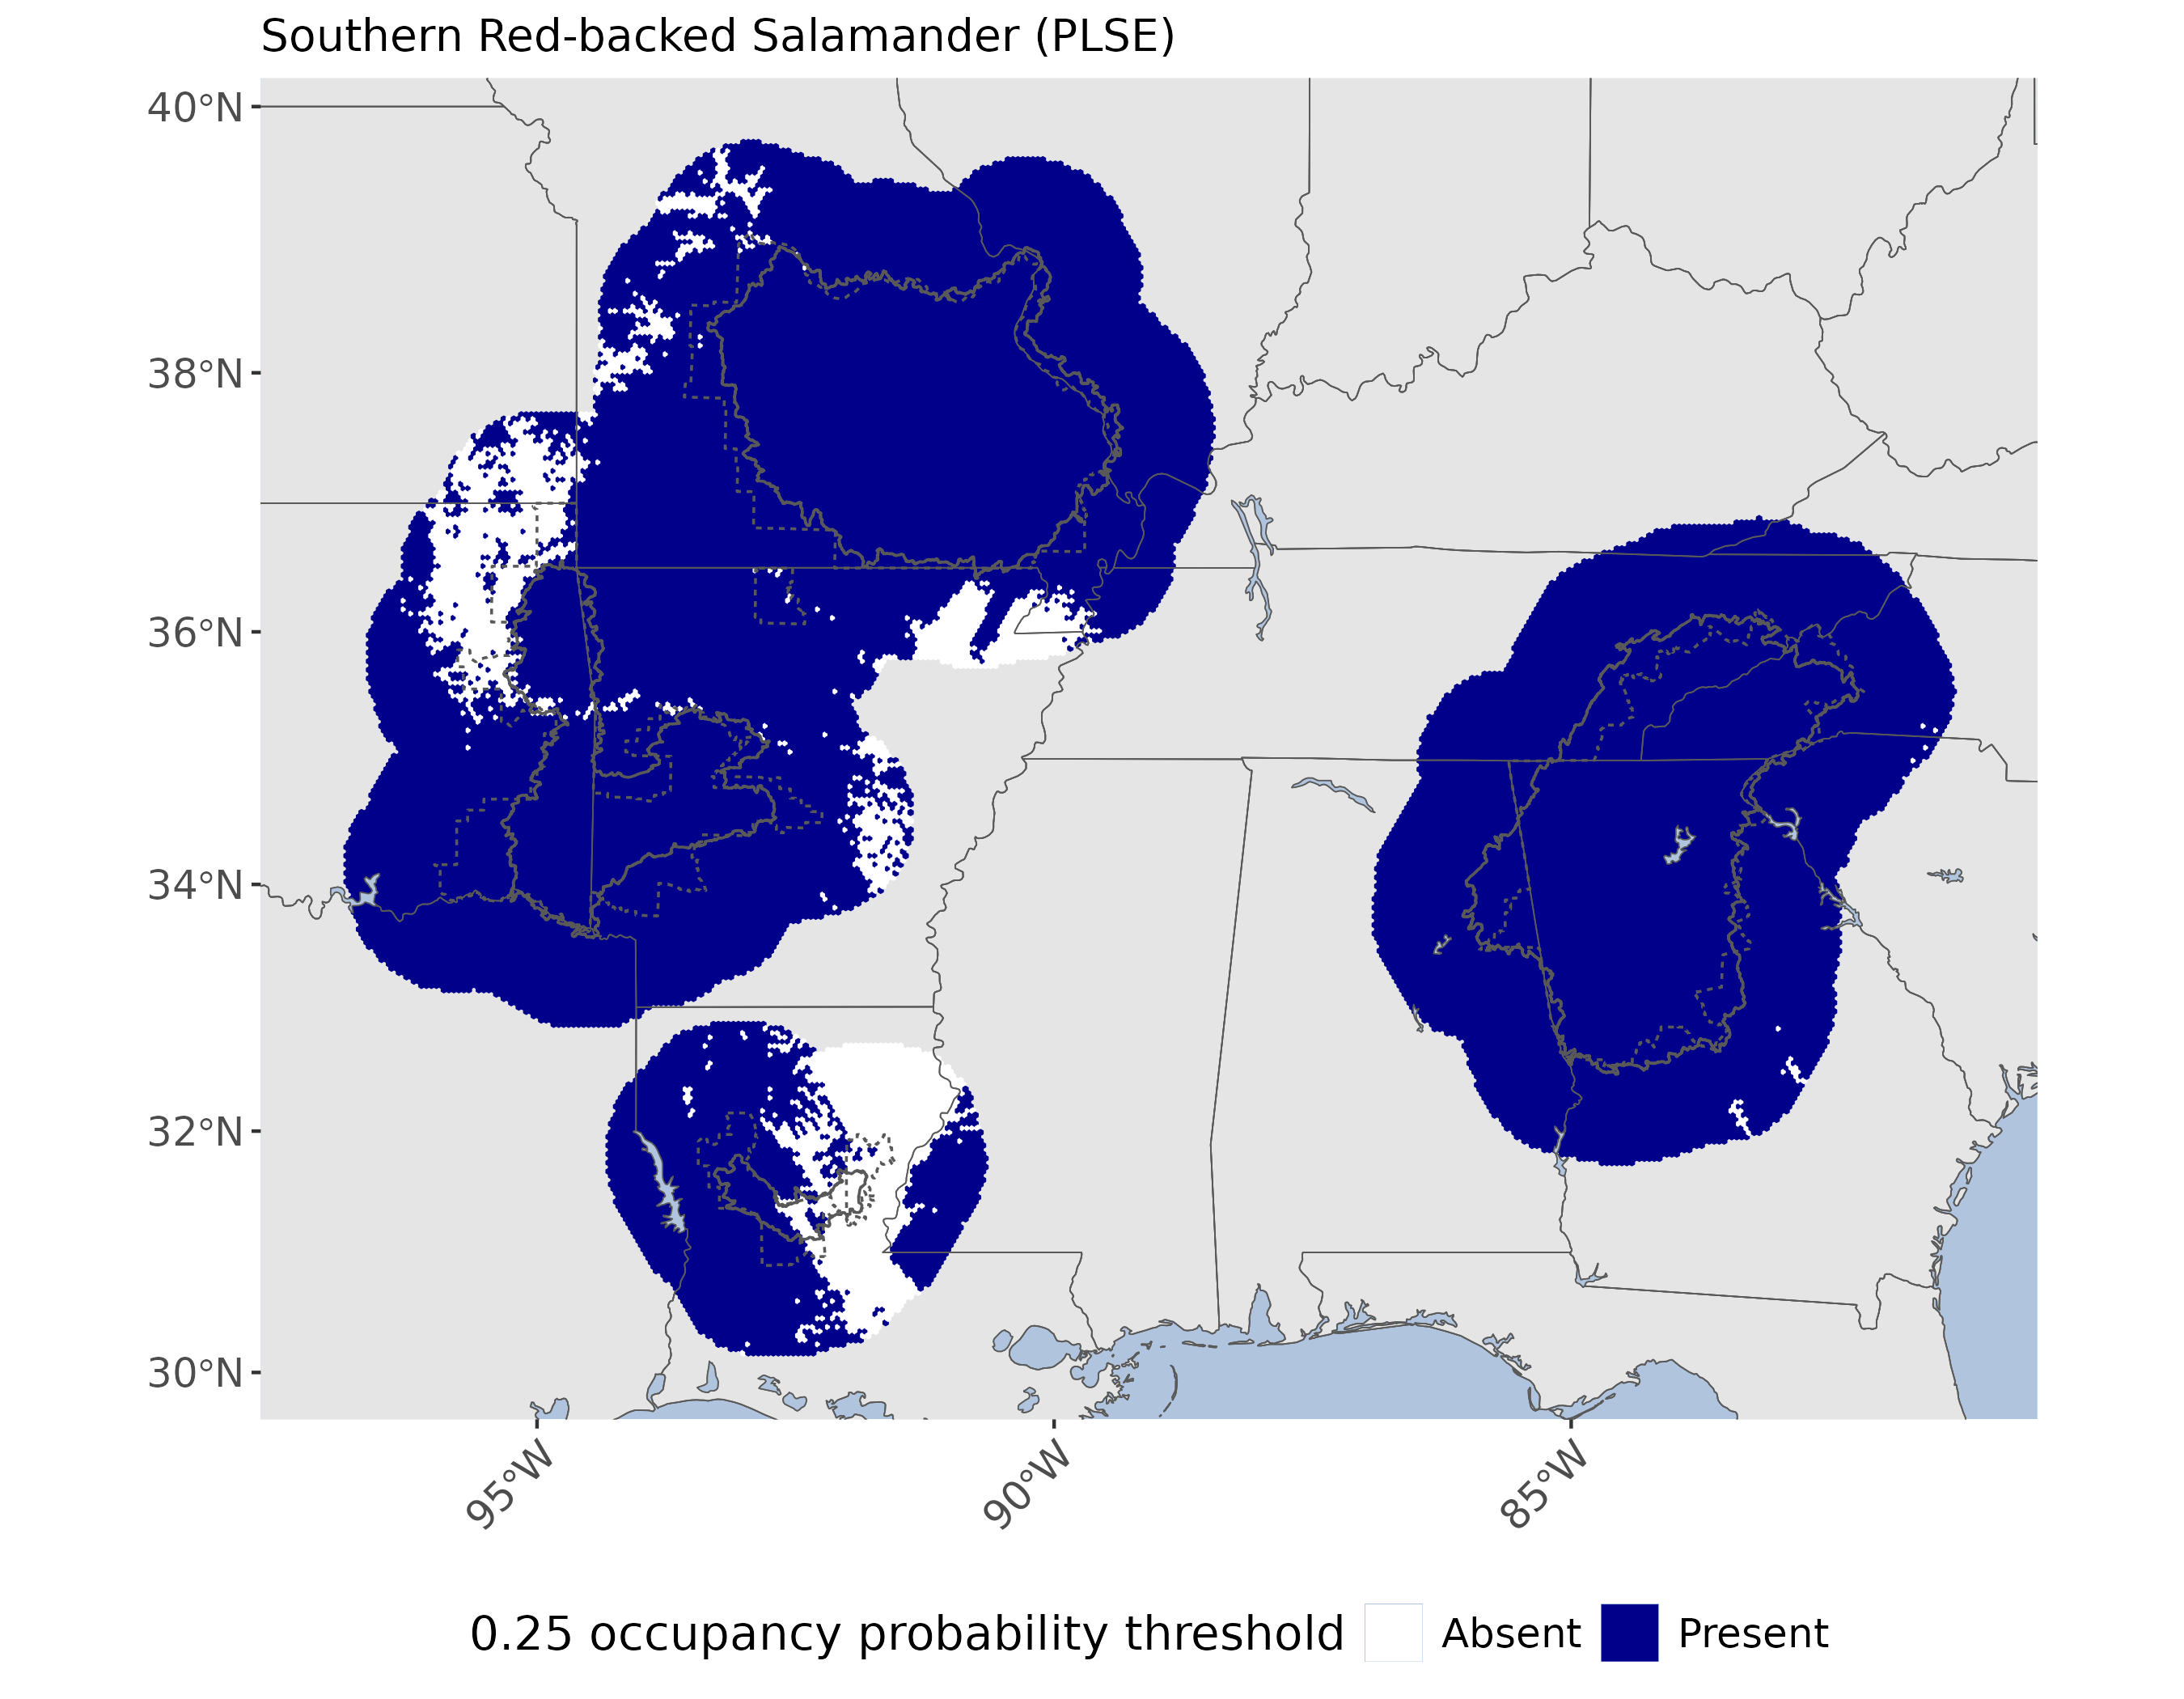 Southern Red-backed Salamander (PLSE)
40°N
38°N
36°N
34°N
32°N
30°N
95°W
90°W
85°W
0.25 occupancy probability threshold Absent Present